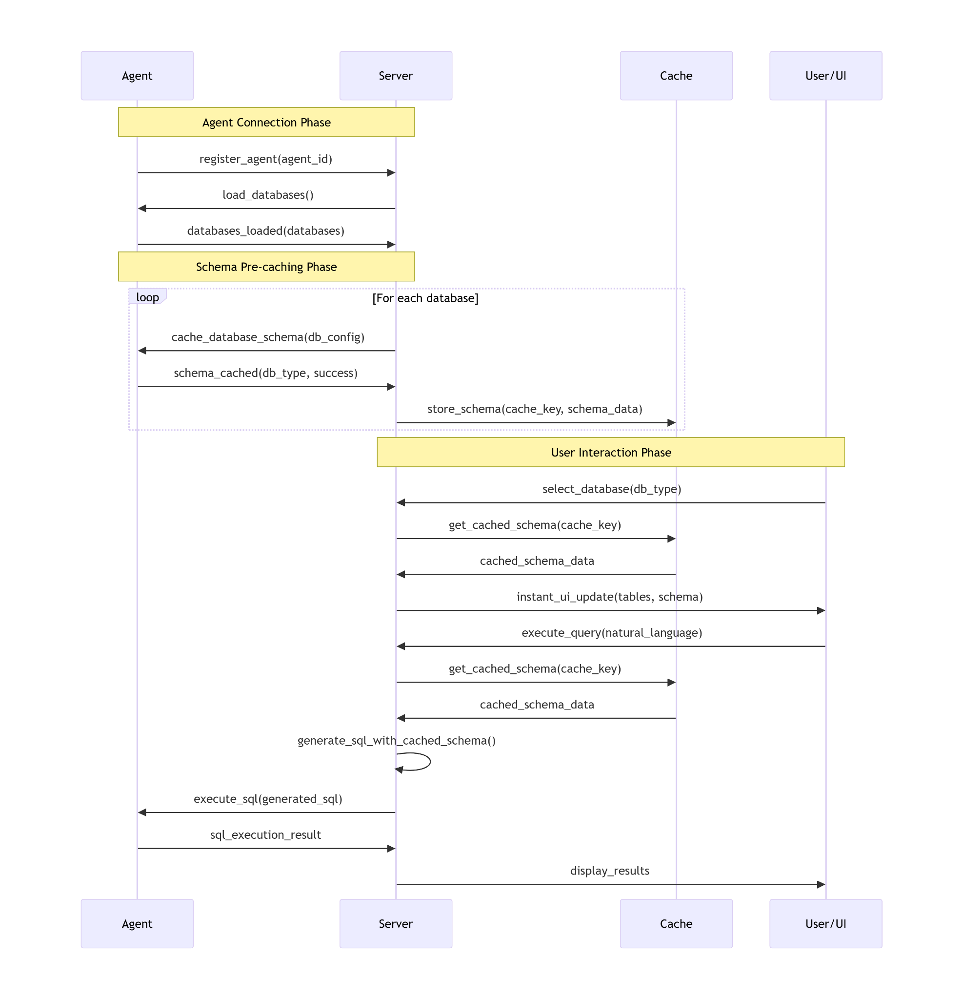 Agent
Server
Cache
User/UI
Agent Connection Phase
register_agent(agent_id)
load_databases()
databases_loaded(databases)
Schema Pre-caching Phase
loop
[For each database]
cache_database_schema(db_config)
schema_cached(db_type, success)
store_schema(cache_key, schema_data)
User Interaction Phase
select_database(db_type)
get_cached_schema(cache_key)
cached_schema_data
instant_ui_update(tables, schema)
execute_query(natural_language)
get_cached_schema(cache_key)
cached_schema_data
generate_sql_with_cached_schema()
execute_sql(generated_sql)
sql_execution_result
display_results
Agent
Server
Cache
User/UI